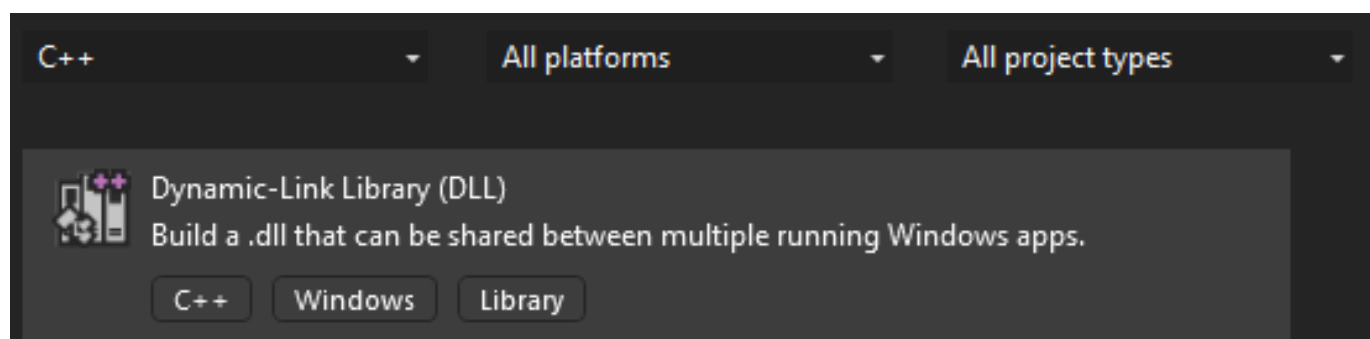 C++ All platforms All project types
Dynamic-Link Library (DLL)
Build a .dll that can be shared between multiple running Windows apps.
C++ Windows Library